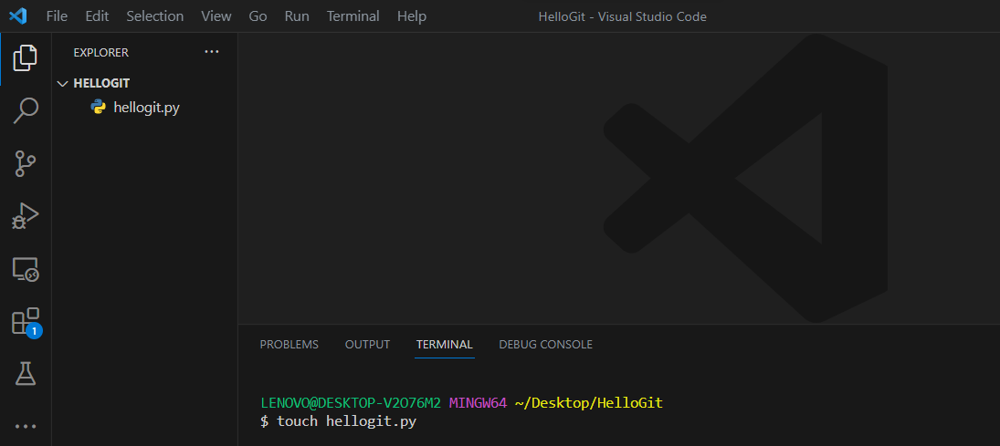 File Edit Selection View Go Run Terminal Help HelloGit - Visual Studio Code
EXPLORER
HELLOGIT
hellogit.py
1
PROBLEMS OUTPUT TERMINAL DEBUG CONSOLE
LENOVO@DESKTOP-V2O76M2 MINGW64 ~/Desktop/HelloGit
$ touch hellogit.py